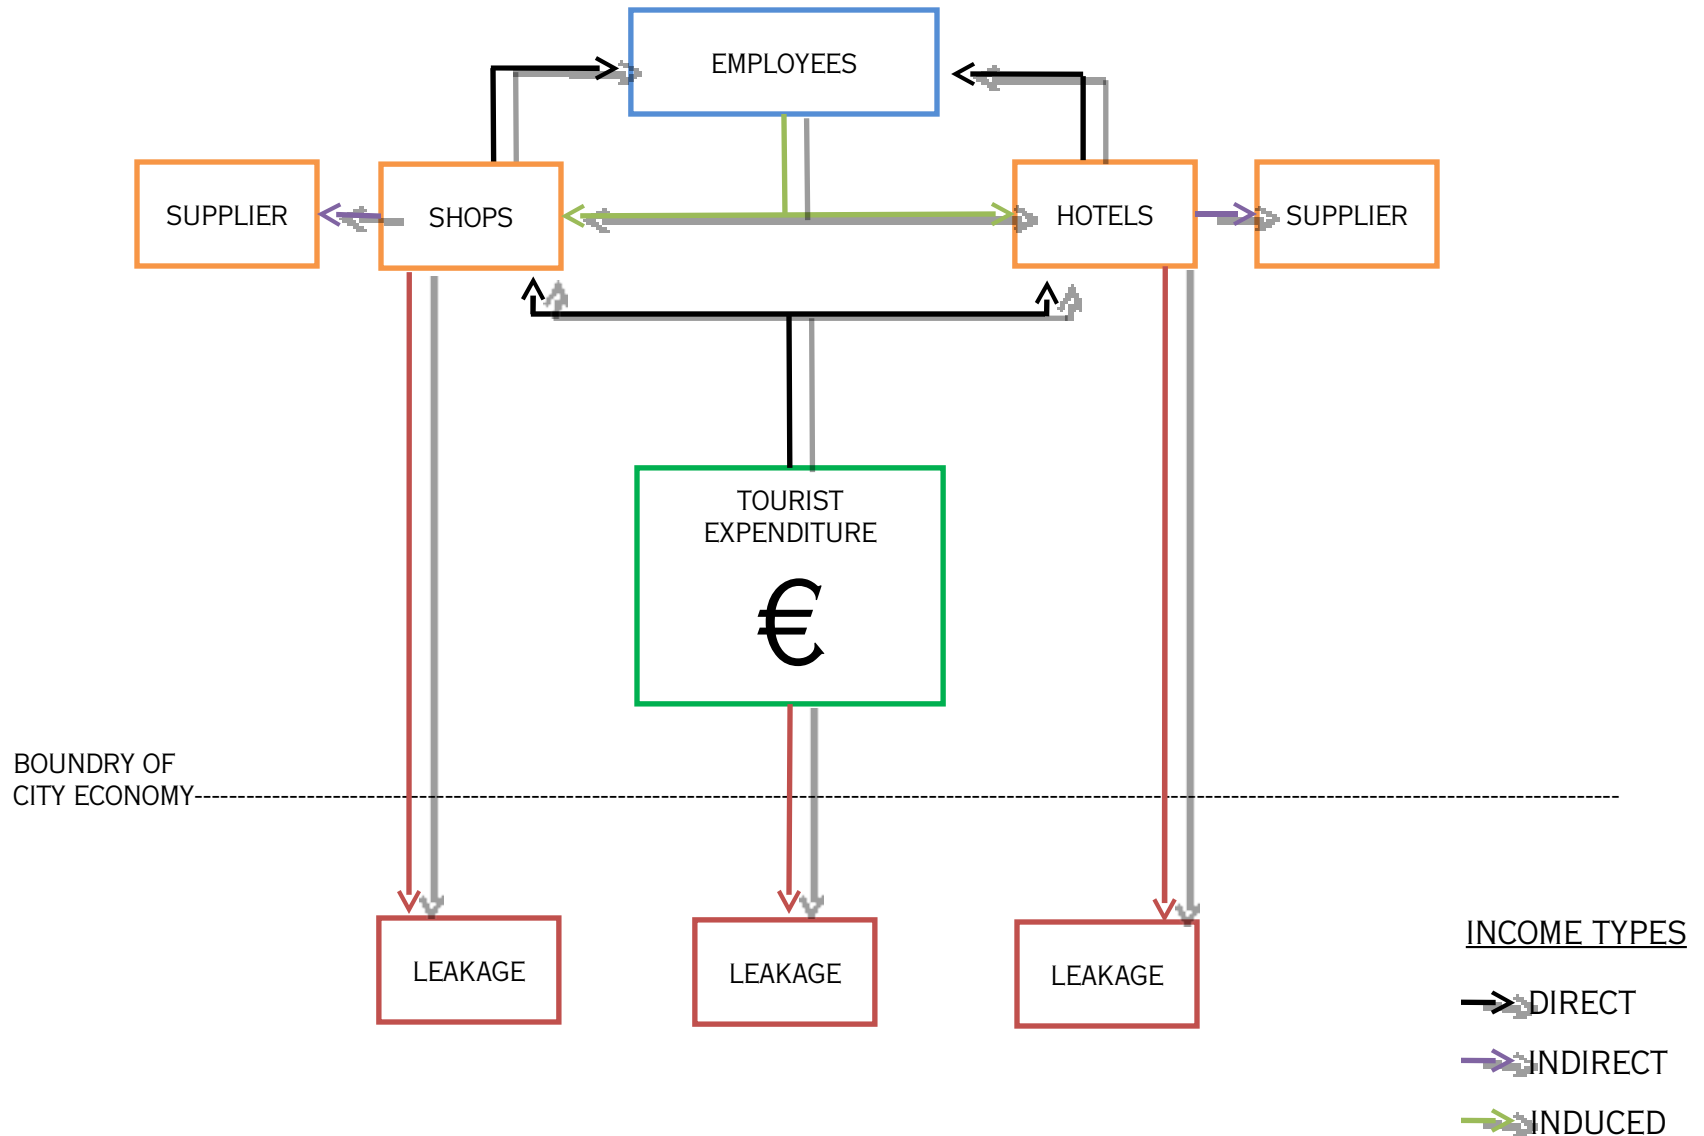 EMPLOYEES
SUPPLIER
SHOPS
HOTELS
SUPPLIER
TOURIST
EXPENDITURE
€
BOUNDRY OF
CITY ECONOMY
LEAKAGE
LEAKAGE
LEAKAGE
INCOME TYPES
DIRECT
INDIRECT
INDUCED